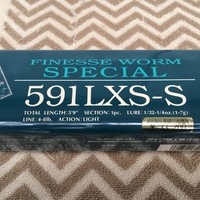 FINESSE WORM
SPECIAL
591LXS-S
TOTAL LENGTH: 5'9" SECTION: 1pc. LURE: 1/32-1/4oz. (1-7g)
LINE: 4-8lb. ACTION: LIGHT